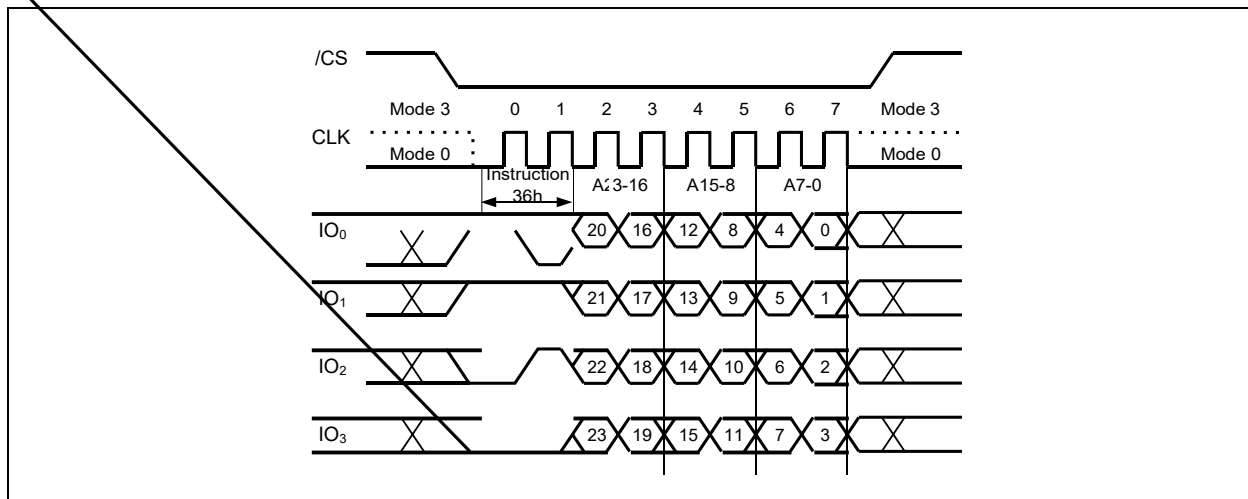 /CS
Mode 3 0 1 2 3 4 5 6 7 Mode 3
CLK
Mode 0 Mode 0
Instruction A23-16 A15-8 A7-0
36h
IO₀ 20 16 12 8 4 0
IO₁ 21 17 13 9 5 1
IO₂ 22 18 14 10 6 2
IO₃ 23 19 15 11 7 3